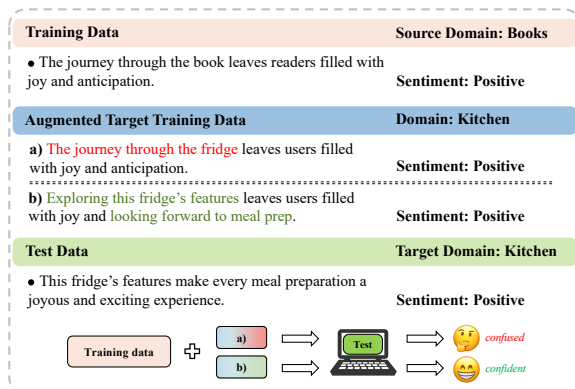 Training Data Source Domain: Books
● The journey through the book leaves readers filled with
joy and anticipation. Sentiment: Positive
Augmented Target Training Data Domain: Kitchen
a) The journey through the fridge leaves users filled
with joy and anticipation. Sentiment: Positive
b) Exploring this fridge's features leaves users filled
with joy and looking forward to meal prep. Sentiment: Positive
Test Data Target Domain: Kitchen
● This fridge's features make every meal preparation a
joyous and exciting experience. Sentiment: Positive
Training data
a)
b)
Test
confused
confident